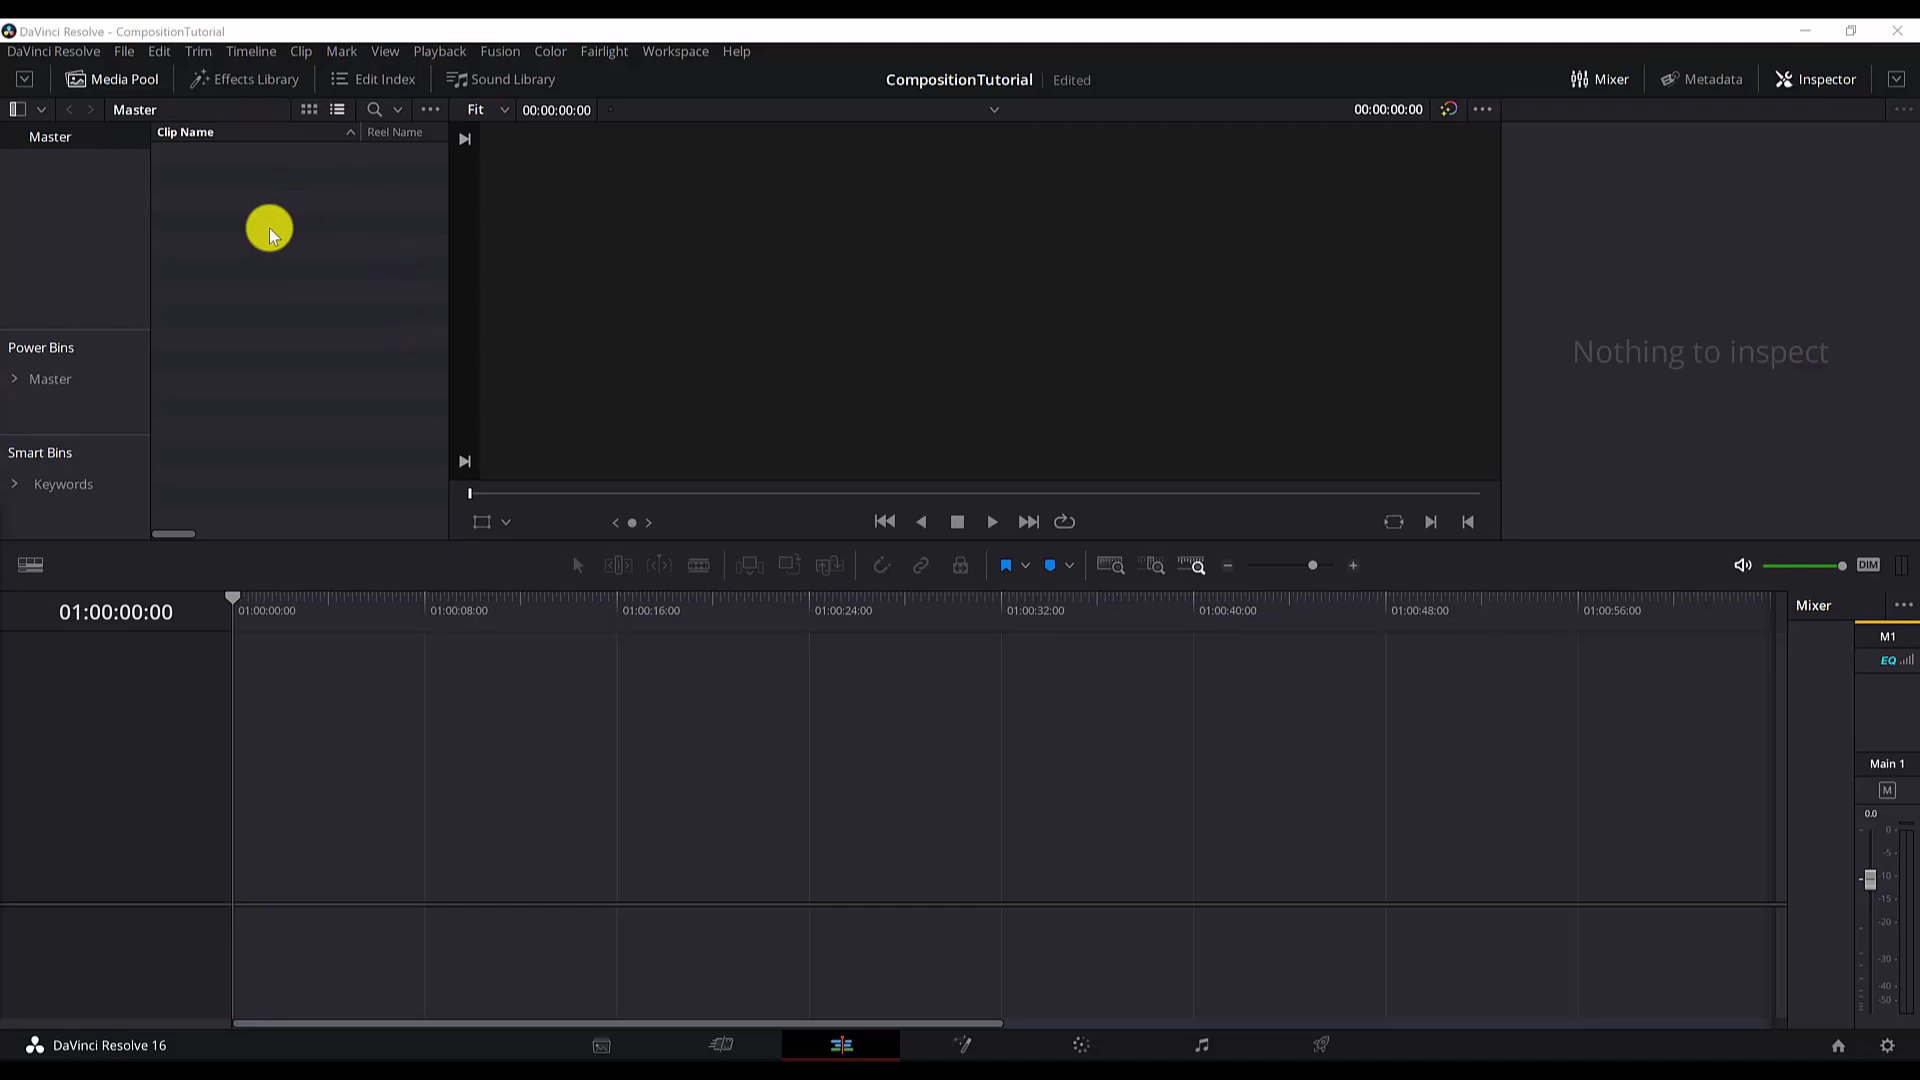 DaVinci Resolve - CompositionTutorial
DaVinci Resolve File Edit Trim Timeline Clip Mark View Playback Fusion Color Fairlight Workspace Help
Media Pool Effects Library Edit Index Sound Library CompositionTutorial Edited Mixer Metadata Inspector
Master Fit 00:00:00:00 00:00:00:00
Clip Name Reel Name
Master
Power Bins
Master
Nothing to inspect
Smart Bins
Keywords
DIM
01:00:00:00 01:00:00:00 01:00:08:00 01:00:16:00 01:00:24:00 01:00:32:00 01:00:40:00 01:00:48:00 01:00:56:00 Mixer
M1
EQ
Main 1
M
0.0
0
-5
-10
-15
-20
-30
-40
-50
DaVinci Resolve 16